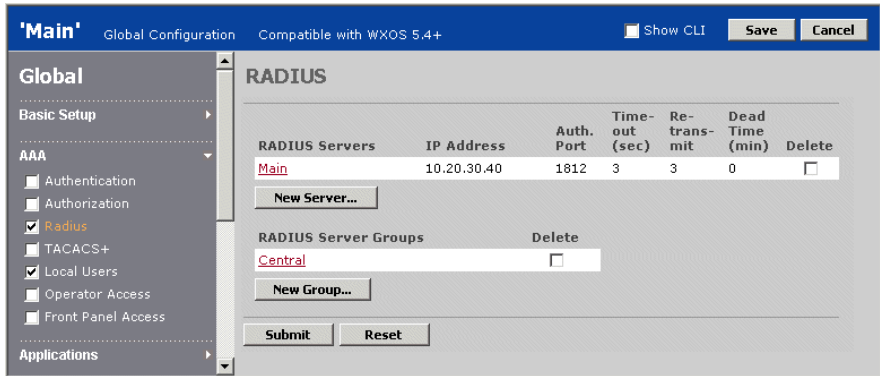 'Main' Global Configuration Compatible with WXOS 5.4+ Show CLI Save Cancel
Global
Basic Setup
AAA
Authentication
Authorization
Radius
TACACS+
Local Users
Operator Access
Front Panel Access
Applications
RADIUS
RADIUS Servers IP Address Auth. Port Time-out (sec) Re-trans-mit Dead Time (min) Delete
Main 10.20.30.40 1812 3 3 0
New Server...
RADIUS Server Groups Delete
Central
New Group...
Submit Reset